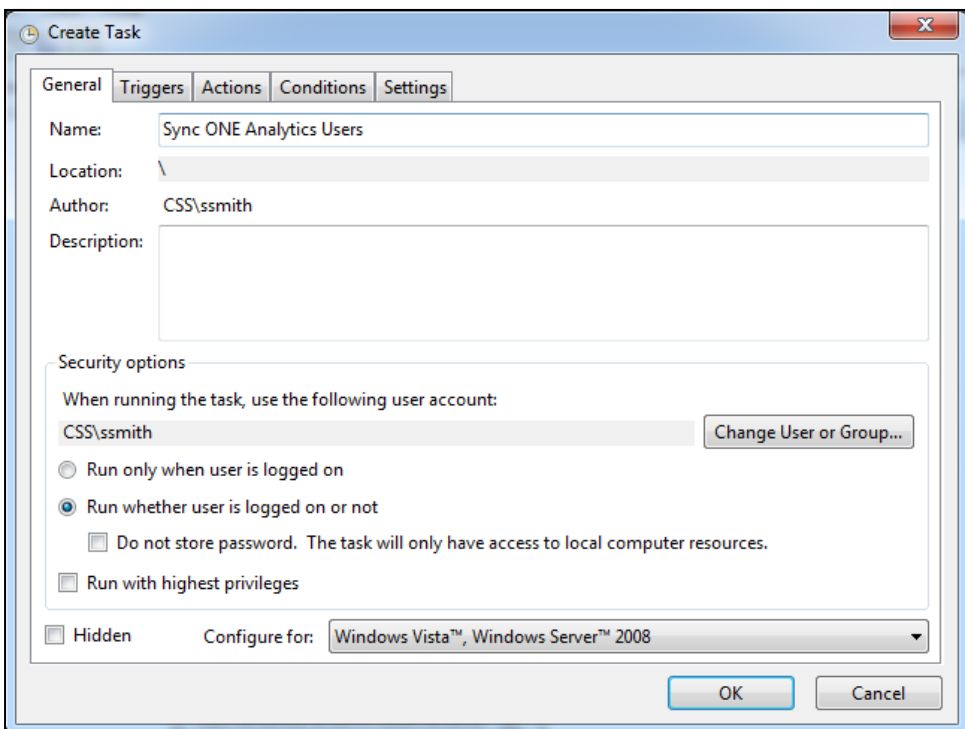 Create Task
General Triggers Actions Conditions Settings
Name: Sync ONE Analytics Users
Location: \
Author: CSS\ssmith
Description:
Security options
When running the task, use the following user account:
CSS\ssmith Change User or Group...
Run only when user is logged on
Run whether user is logged on or not
Do not store password. The task will only have access to local computer resources.
Run with highest privileges
Hidden Configure for: Windows Vista™, Windows Server™ 2008
OK Cancel